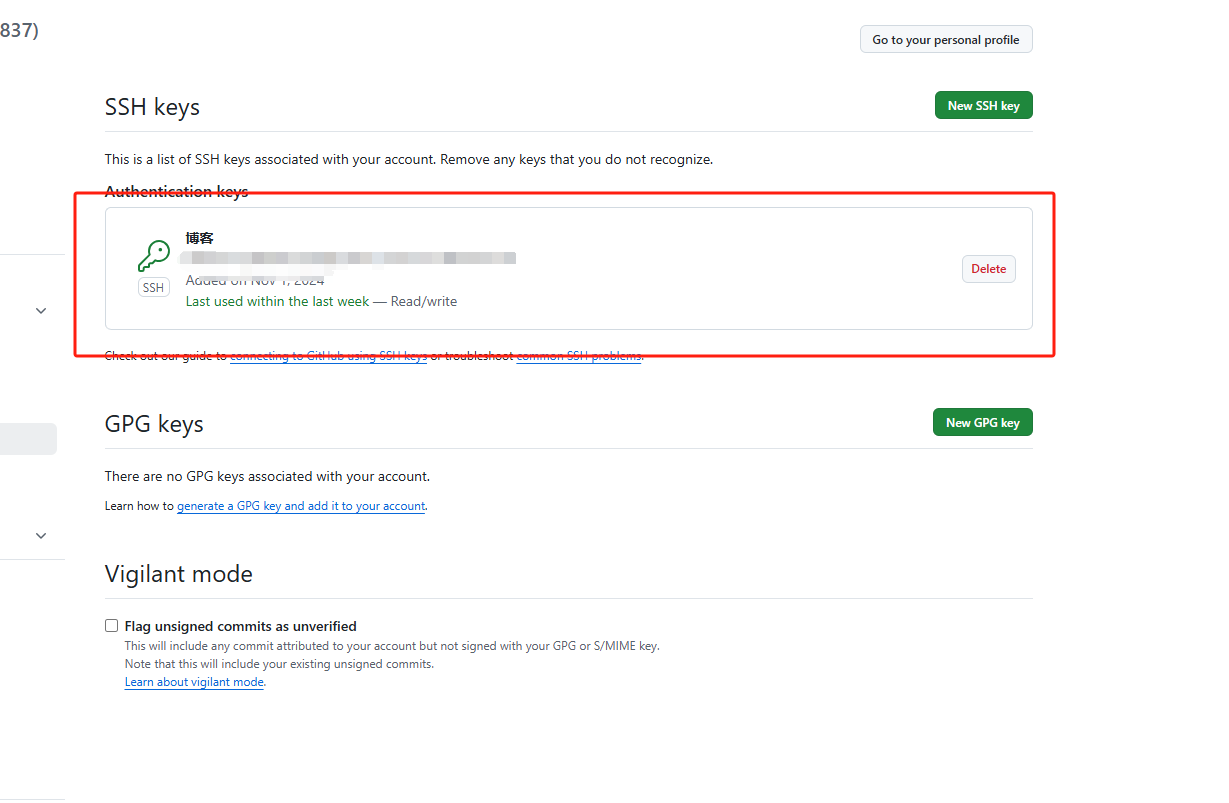 837)
Go to your personal profile
SSH keys
New SSH key
This is a list of SSH keys associated with your account. Remove any keys that you do not recognize.
Authentication keys
博客
SSH
Added on Nov 1, 2024
Last used within the last week — Read/write
Delete
Check out our guide to connecting to GitHub using SSH keys or troubleshoot common SSH problems.
GPG keys
New GPG key
There are no GPG keys associated with your account.
Learn how to generate a GPG key and add it to your account.
Vigilant mode
Flag unsigned commits as unverified
This will include any commit attributed to your account but not signed with your GPG or S/MIME key.
Note that this will include your existing unsigned commits.
Learn about vigilant mode.